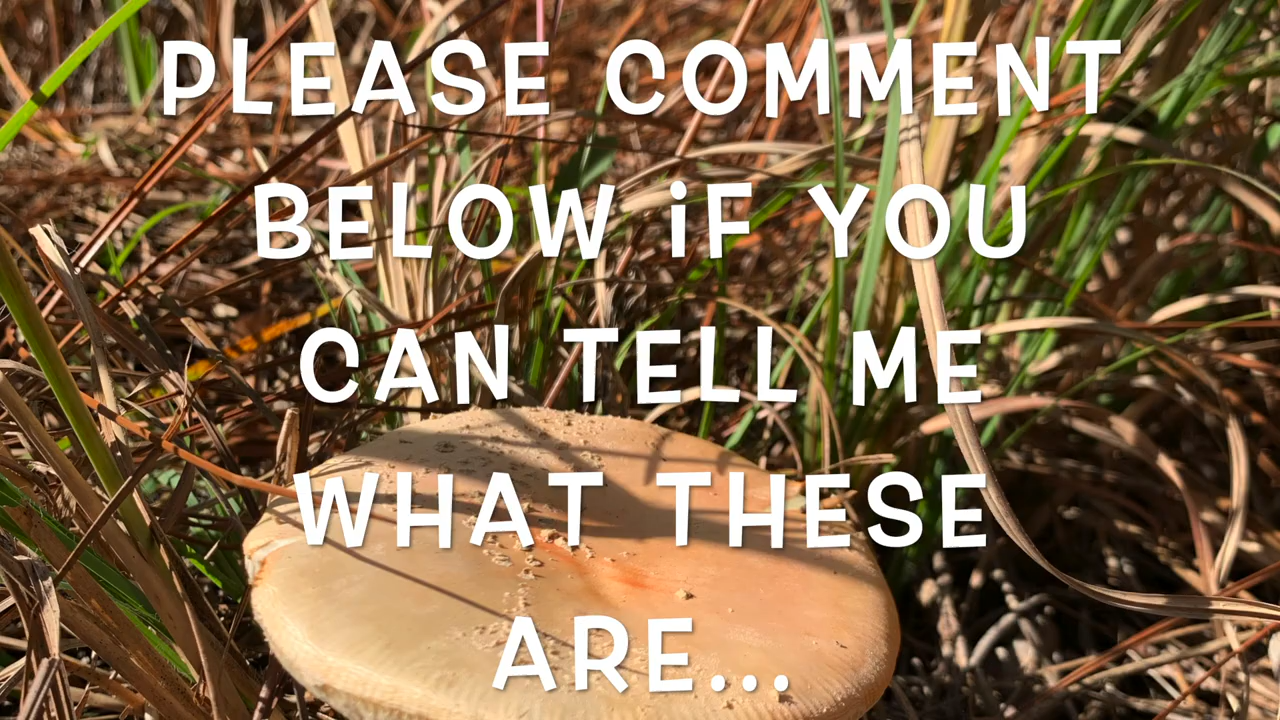 PLEASE COMMENT
BELOW iF YOU
CAN TELL ME
WHAT THESE
ARE...